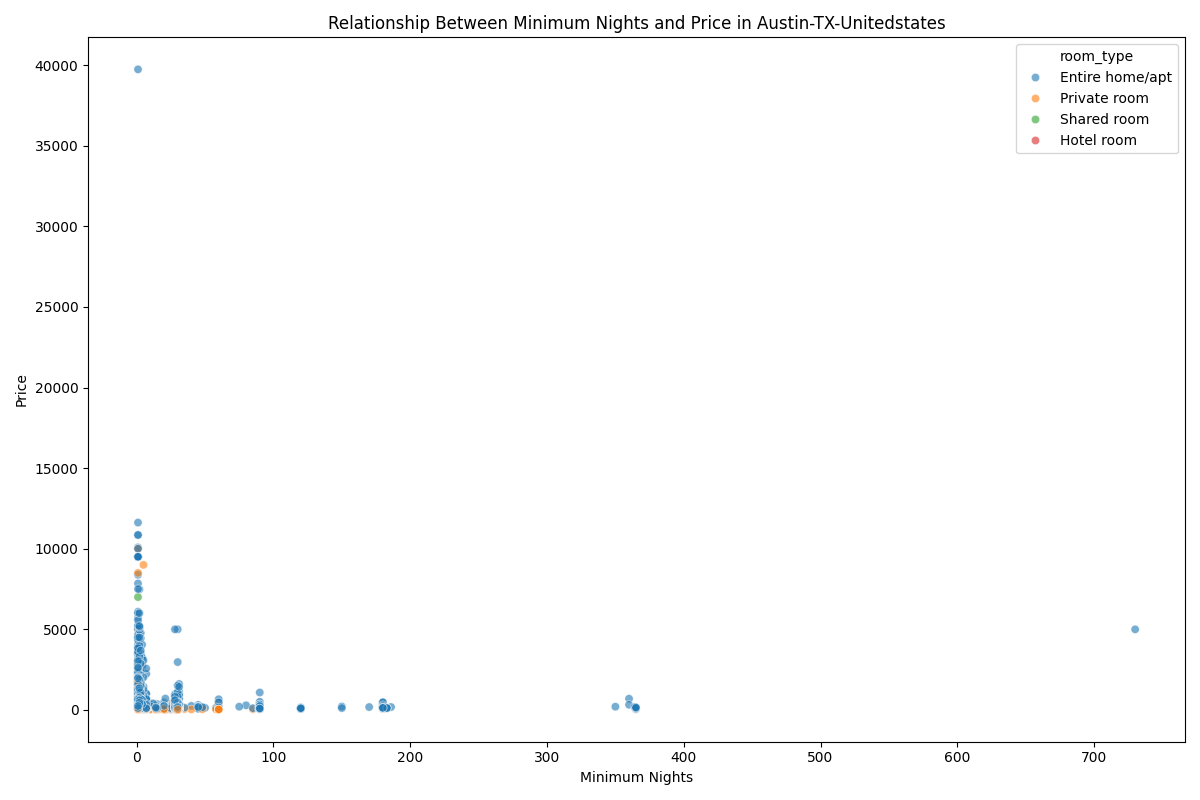 Relationship Between Minimum Nights and Price in Austin-TX-Unitedstates
room_type
Entire home/apt
Private room
Shared room
Hotel room
40000
35000
30000
25000
20000
15000
10000
5000
0
Price
0 100 200 300 400 500 600 700
Minimum Nights